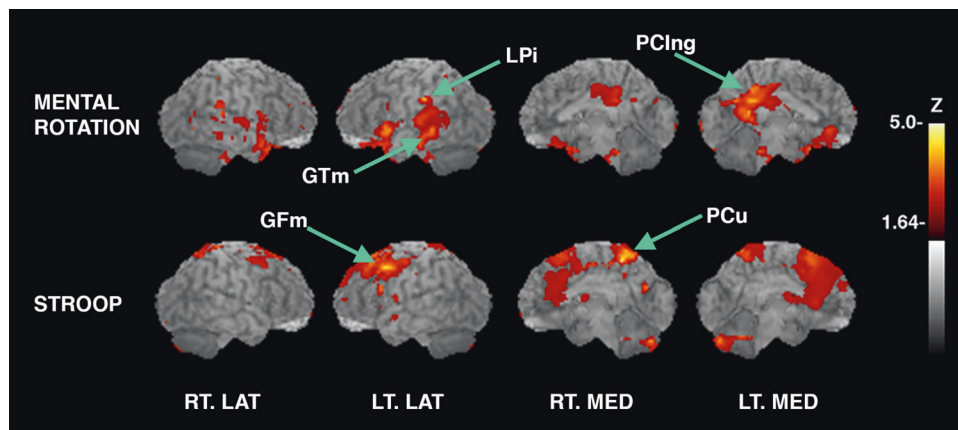 LPi
PCIng
MENTAL
ROTATION
Z
5.0-
GTm
1.64-
GFm
PCu
STROOP
RT. LAT
LT. LAT
RT. MED
LT. MED